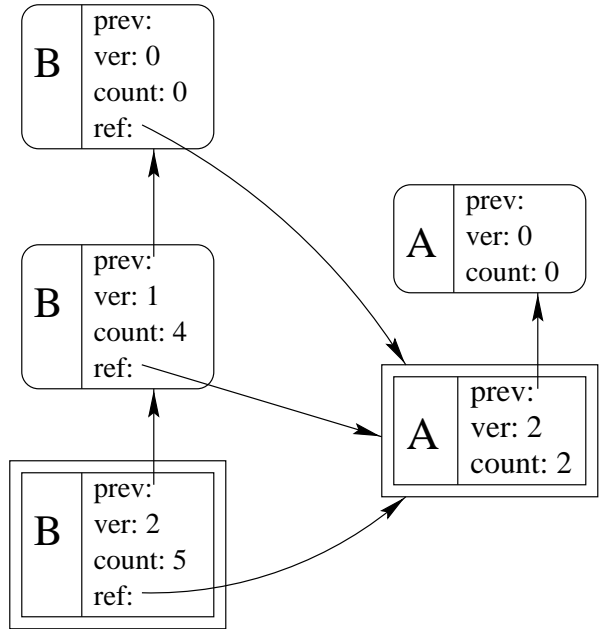 B
prev:
ver: 0
count: 0
ref:
A
prev:
ver: 0
count: 0
B
prev:
ver: 1
count: 4
ref:
A
prev:
ver: 2
count: 2
B
prev:
ver: 2
count: 5
ref: